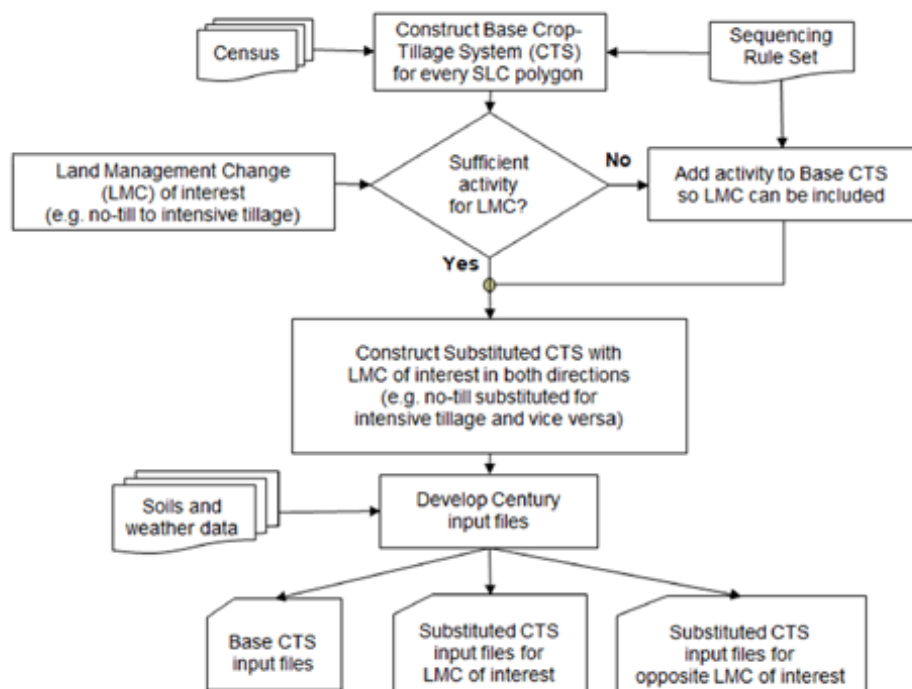 Census
Construct Base Crop-
Tillage System (CTS)
for every SLC polygon
Sequencing
Rule Set
Land Management Change
(LMC) of interest
(e.g. no-till to intensive tillage)
Sufficient
activity
for LMC?
No
Add activity to Base CTS
so LMC can be included
Yes
Construct Substituted CTS with
LMC of interest in both directions
(e.g. no-till substituted for
intensive tillage and vice versa)
Soils and
weather data
Develop Century
input files
Base CTS
input files
Substituted CTS
input files for
LMC of interest
Substituted CTS
input files for
opposite LMC of interest